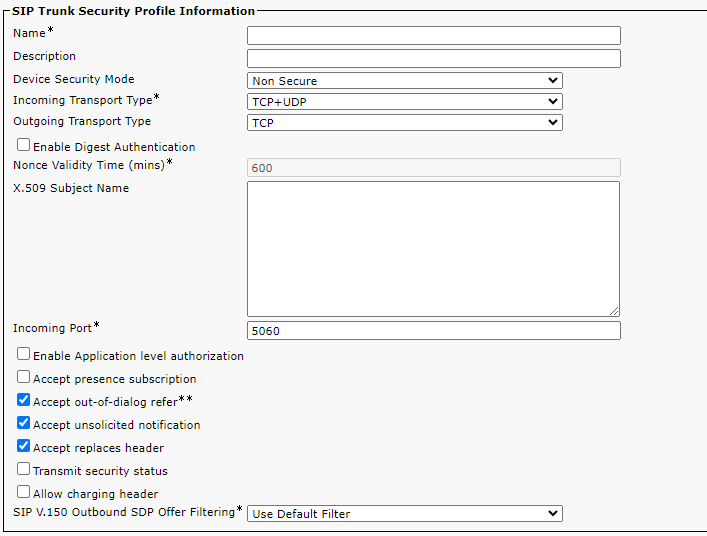 SIP Trunk Security Profile Information
Name*
Description
Device Security Mode Non Secure
Incoming Transport Type* TCP+UDP
Outgoing Transport Type TCP
Enable Digest Authentication
Nonce Validity Time (mins)* 600
X.509 Subject Name
Incoming Port* 5060
Enable Application level authorization
Accept presence subscription
Accept out-of-dialog refer**
Accept unsolicited notification
Accept replaces header
Transmit security status
Allow charging header
SIP V.150 Outbound SDP Offer Filtering* Use Default Filter